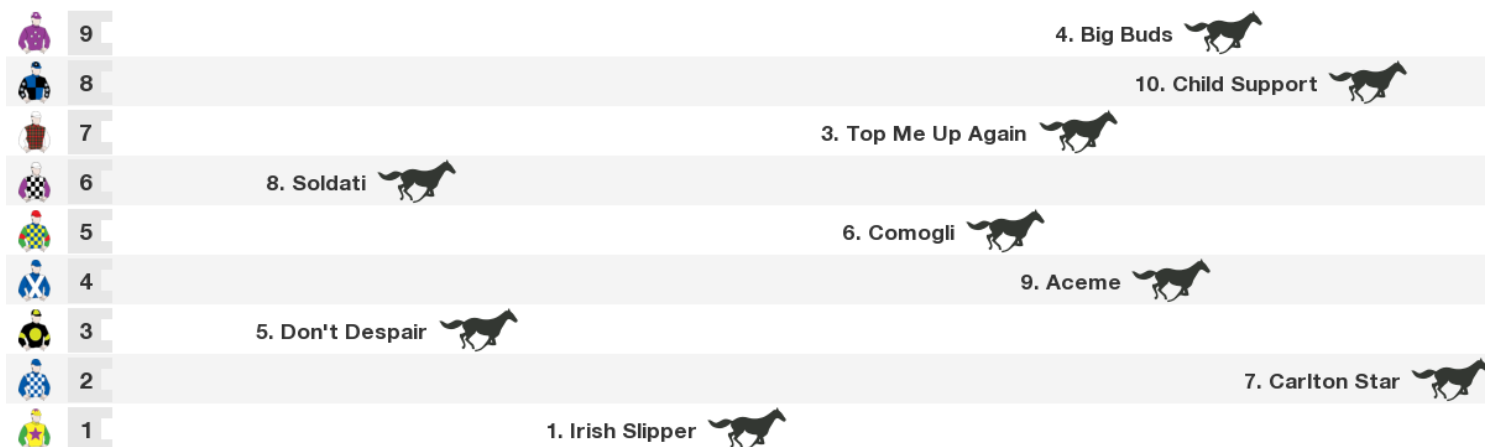 9 4. Big Buds
8 10. Child Support
7 3. Top Me Up Again
6 8. Soldati
5 6. Comogli
4 9. Aceme
3 5. Don't Despair
2 7. Carlton Star
1 1. Irish Slipper